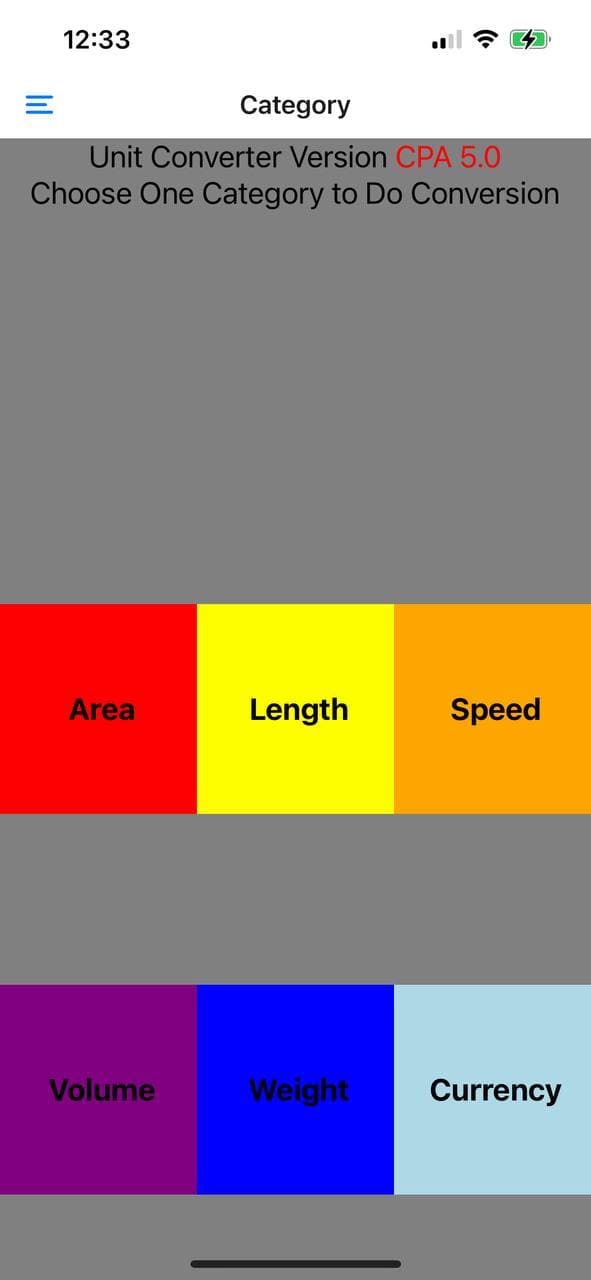 12:33
Category
Unit Converter Version CPA 5.0
Choose One Category to Do Conversion
Area Length Speed
Volume Weight Currency